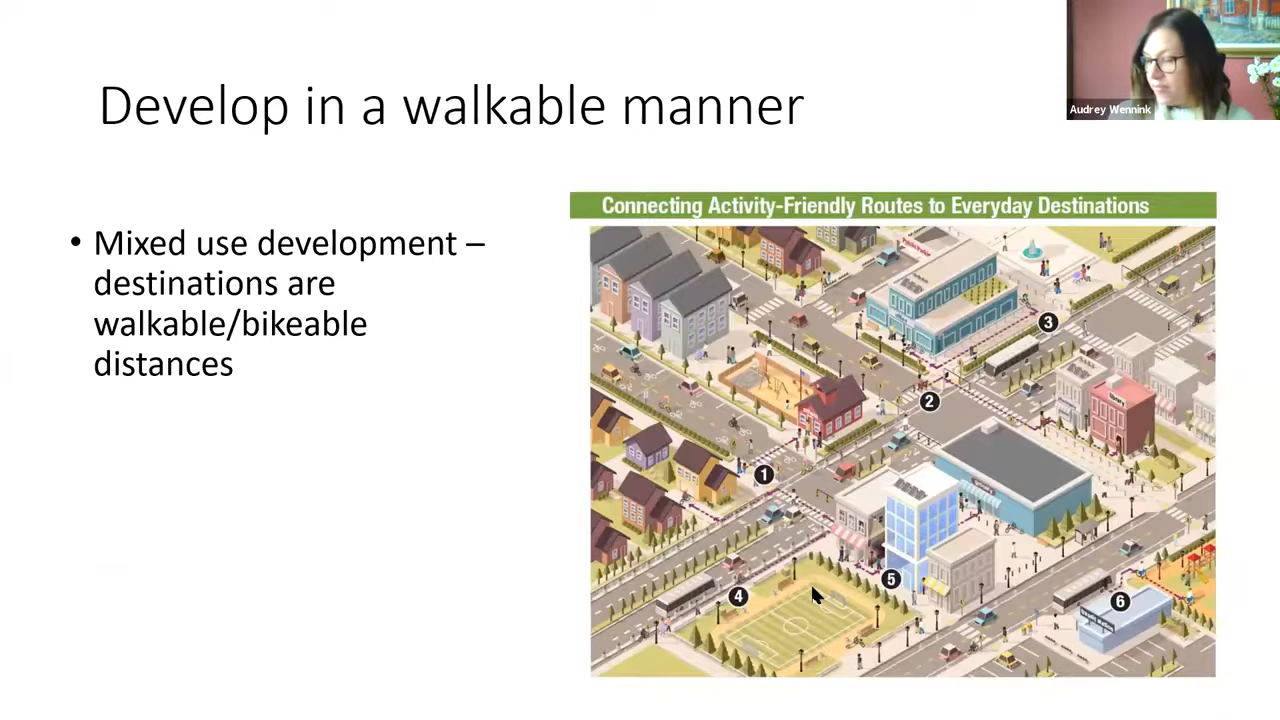 Develop in a walkable manner
Audrey Wennink
• Mixed use development –
destinations are
walkable/bikeable
distances
Connecting Activity-Friendly Routes to Everyday Destinations
3
2
library
1
5
4
6